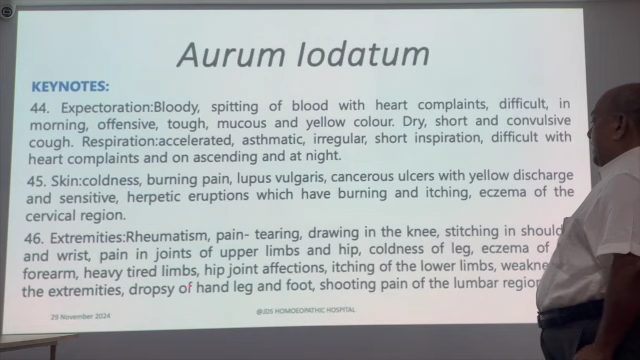 Aurum Iodatum
KEYNOTES:
44. Expectoration:Bloody, spitting of blood with heart complaints, difficult, in
morning, offensive, tough, mucous and yellow colour. Dry, short and convulsive
cough. Respiration:accelerated, asthmatic, irregular, short inspiration, difficult with
heart complaints and on ascending and at night.
45. Skin:coldness, burning pain, lupus vulgaris, cancerous ulcers with yellow discharge
and sensitive, herpetic eruptions which have burning and itching, eczema of the
cervical region.
46. Extremities:Rheumatism, pain- tearing, drawing in the knee, stitching in
and wrist, pain in joints of upper limbs and hip, coldness of leg, eczema of
forearm, heavy tired limbs, hip joint affections, itching of the lower limbs,
the extremities, dropsy of hand leg and foot, shooting pain of the lumbar
29 November 2024
@JDS HOMOEOPATHIC HOSPITAL